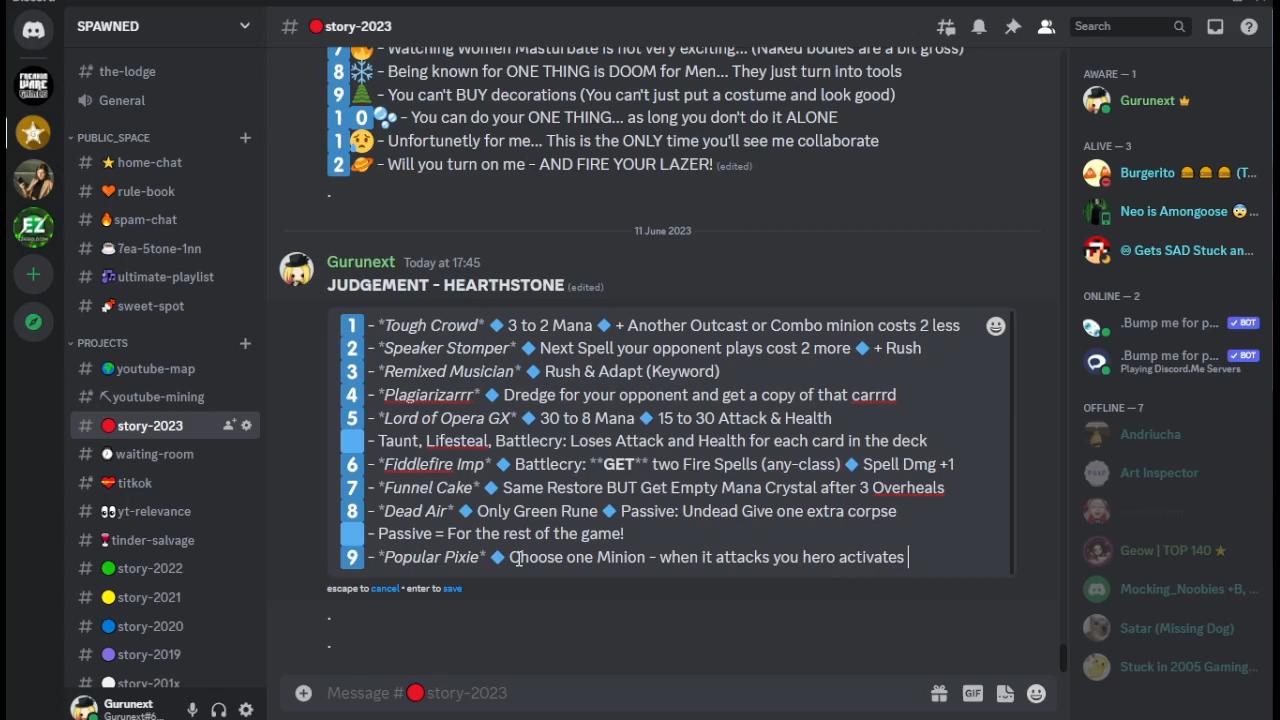 Discord
SPAWNED
the-lodge
General
PUBLIC_SPACE
home-chat
rule-book
spam-chat
7ea-5tone-1nn
ultimate-playlist
sweet-spot
PROJECTS
youtube-map
youtube-mining
story-2023
waiting-room
titkok
yt-relevance
tinder-salvage
story-2022
story-2021
story-2020
story-2019
story-201x
Gurunext
Gurunext#6...
story-2023
Search
7 - Watching Women Masturbate is not very exciting... (Naked bodies are a bit gross)
8 - Being known for ONE THING is DOOM for Men... They just turn into tools
9 - You can't BUY decorations (You can't just put a costume and look good)
1 0 - You can do your ONE THING... as long you don't do it ALONE
1 - Unfortunetly for me... This is the ONLY time you'll see me collaborate
2 - Will you turn on me - AND FIRE YOUR LAZER! (edited)
.
11 June 2023
Gurunext Today at 17:45
JUDGEMENT - HEARTHSTONE (edited)
1 - *Tough Crowd* 🔷 3 to 2 Mana 🔷 + Another Outcast or Combo minion costs 2 less
2 - *Speaker Stomper* 🔷 Next Spell your opponent plays cost 2 more 🔷 + Rush
3 - *Remixed Musician* 🔷 Rush & Adapt (Keyword)
4 - *Plagiarizarrr* 🔷 Dredge for your opponent and get a copy of that carrrd
5 - *Lord of Opera GX* 🔷 30 to 8 Mana 🔷 15 to 30 Attack & Health
- Taunt, Lifesteal, Battlecry: Loses Attack and Health for each card in the deck
6 - *Fiddlefire Imp* 🔷 Battlecry: **GET** two Fire Spells (any-class) 🔷 Spell Dmg +1
7 - *Funnel Cake* 🔷 Same Restore BUT Get Empty Mana Crystal after 3 Overheals
8 - *Dead Air* 🔷 Only Green Rune 🔷 Passive: Undead Give one extra corpse
- Passive = For the rest of the game!
9 - *Popular Pixie* 🔷 Choose one Minion - when it attacks you hero activates
escape to cancel • enter to save
.
.
Message # story-2023
GIF
AWARE — 1
Gurunext
ALIVE — 3
Burgerito 🍔 🍔 🍔 (T...
Neo is Amongoose 😨 ...
♾ Gets SAD Stuck an...
ONLINE — 2
.Bump me for p... BOT
.Bump me for p... BOT
Playing Discord.Me Servers
OFFLINE — 7
Andriucha
Art Inspector
Geow | TOP 140 ★
Mocking_Noobies +B, ...
Satar (Missing Dog)
Stuck in 2005 Gaming...